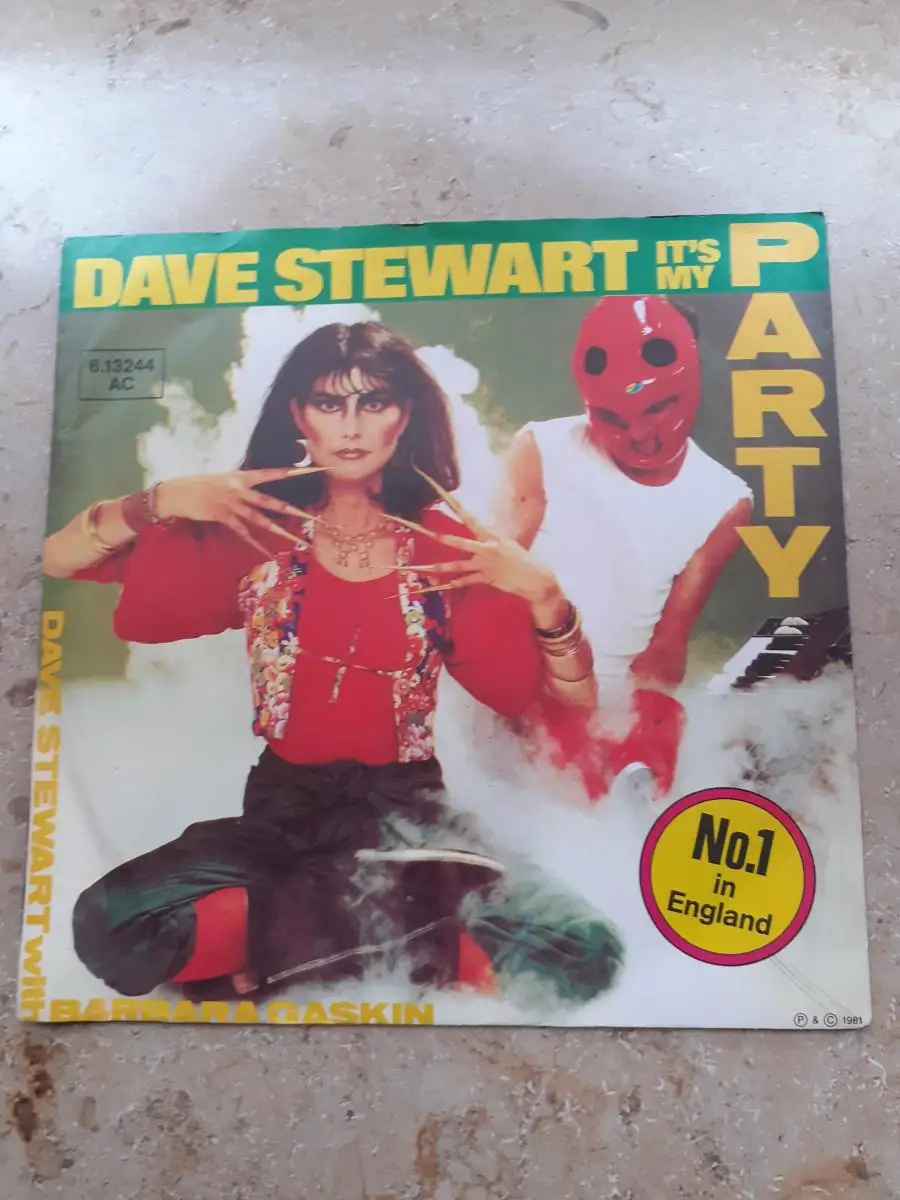 DAVE STEWART IT'S MY PARTY
6.13244
AC
DAVE STEWART with
BARBARA GASKIN
No.1
in
England
Ⓟ & Ⓒ 1981